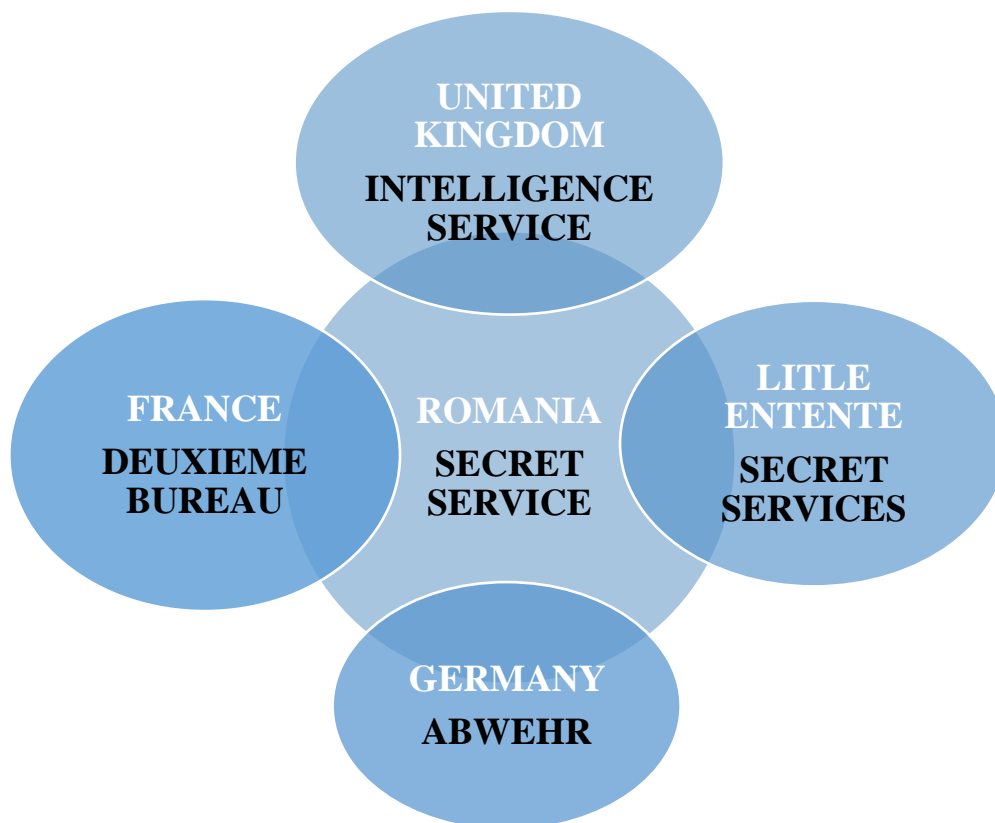 UNITED
KINGDOM
INTELLIGENCE
SERVICE
FRANCE
DEUXIEME
BUREAU
ROMANIA
SECRET
SERVICE
LITLE
ENTENTE
SECRET
SERVICES
GERMANY
ABWEHR